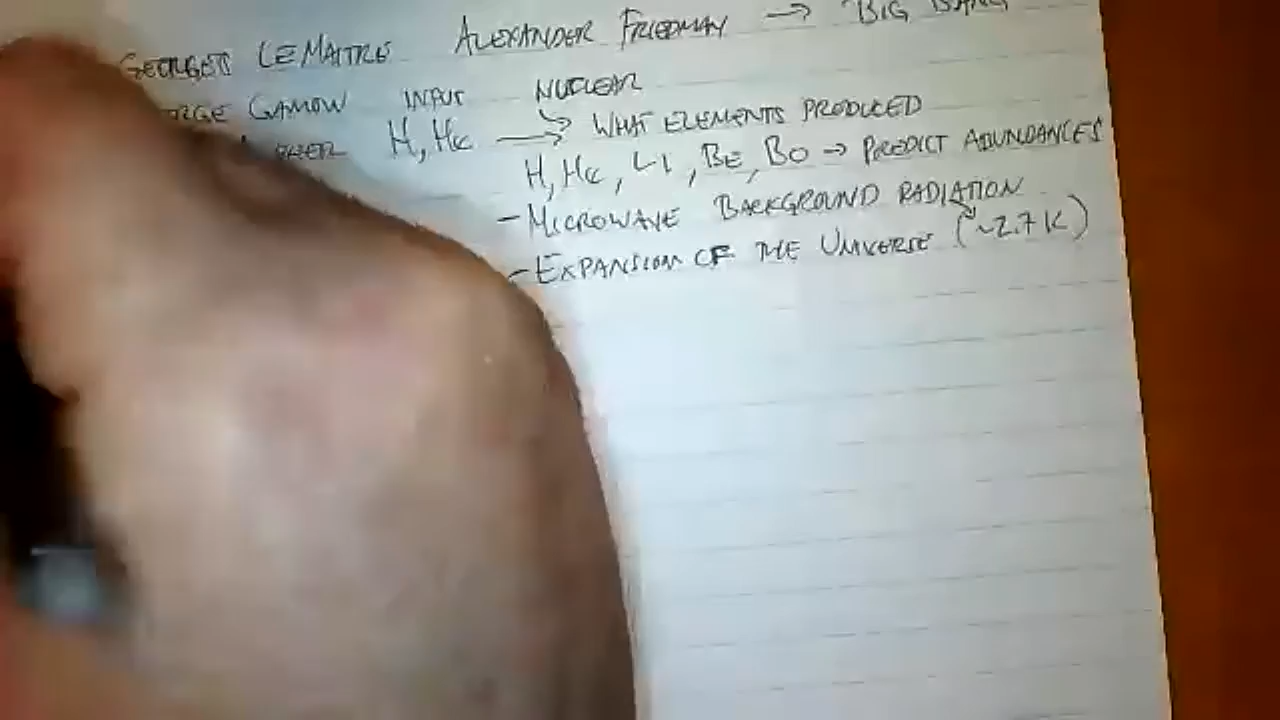 GEORGES LEMAITRE ALEXANDER FRIEDMAN → BIG BANG
GAMOW INPUT NUCLEAR
H, He → WHAT ELEMENTS PRODUCED
H, He, LI, BE, BO → PREDICT ABUNDANCES
- MICROWAVE BACKGROUND RADIATION
- EXPANSION OF THE UNIVERSE (~2.7K)